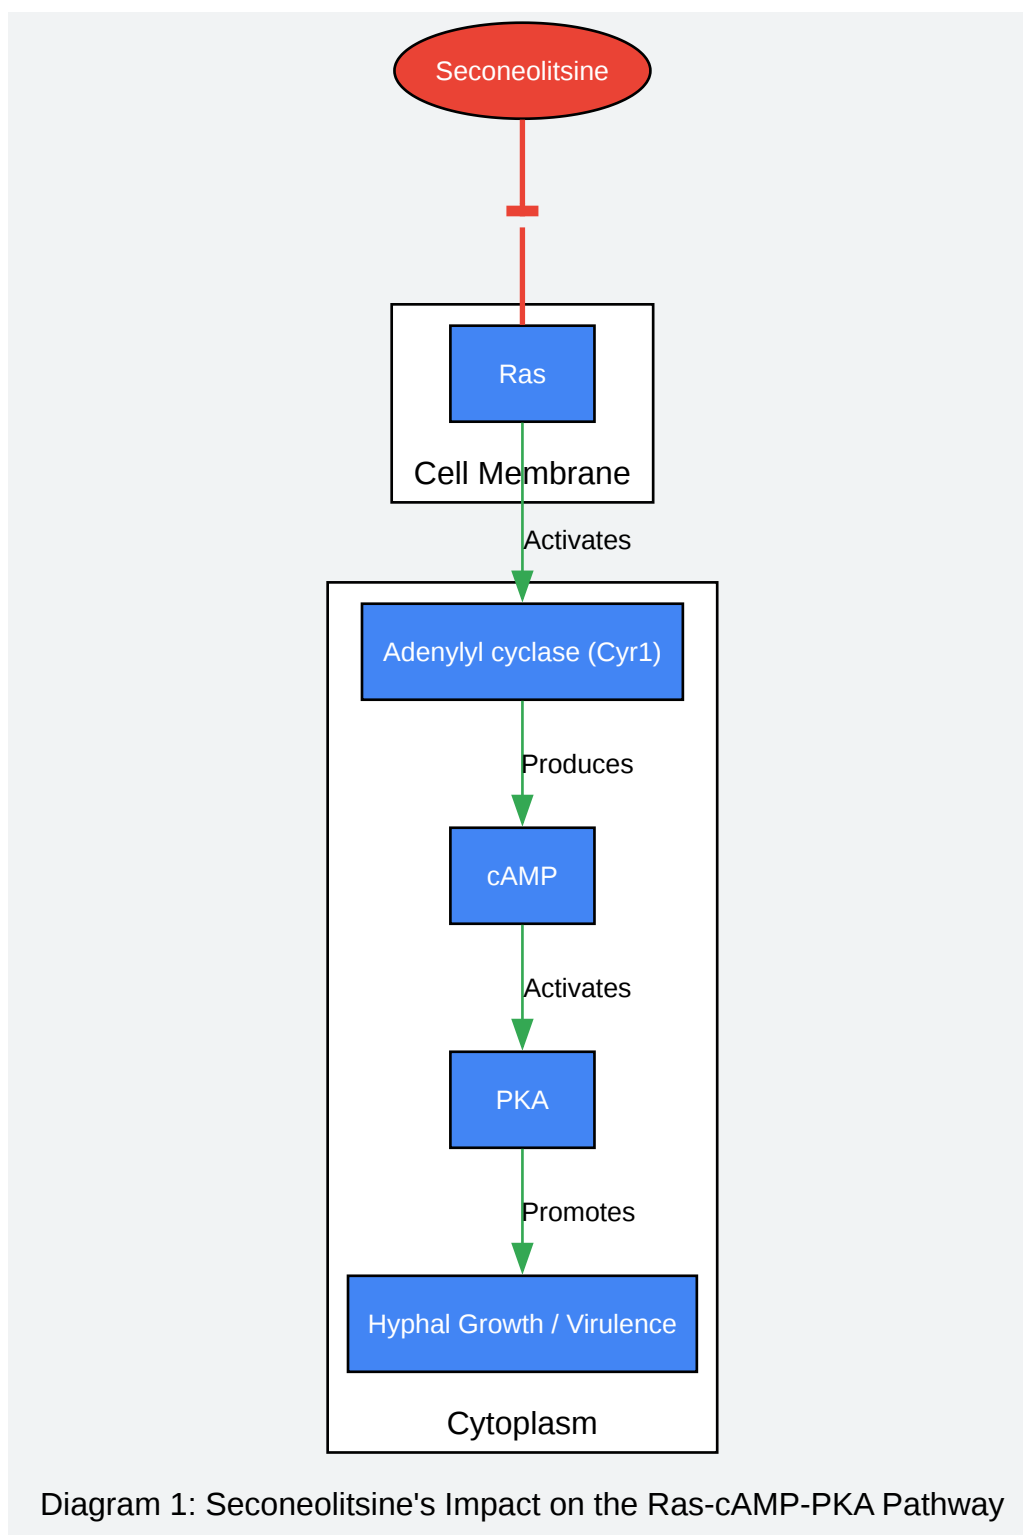 Seconeolitsine
Ras
Cell Membrane
Activates
Adenylyl cyclase (Cyr1)
Produces
cAMP
Activates
PKA
Promotes
Hyphal Growth / Virulence
Cytoplasm
Diagram 1: Seconeolitsine's Impact on the Ras-cAMP-PKA Pathway